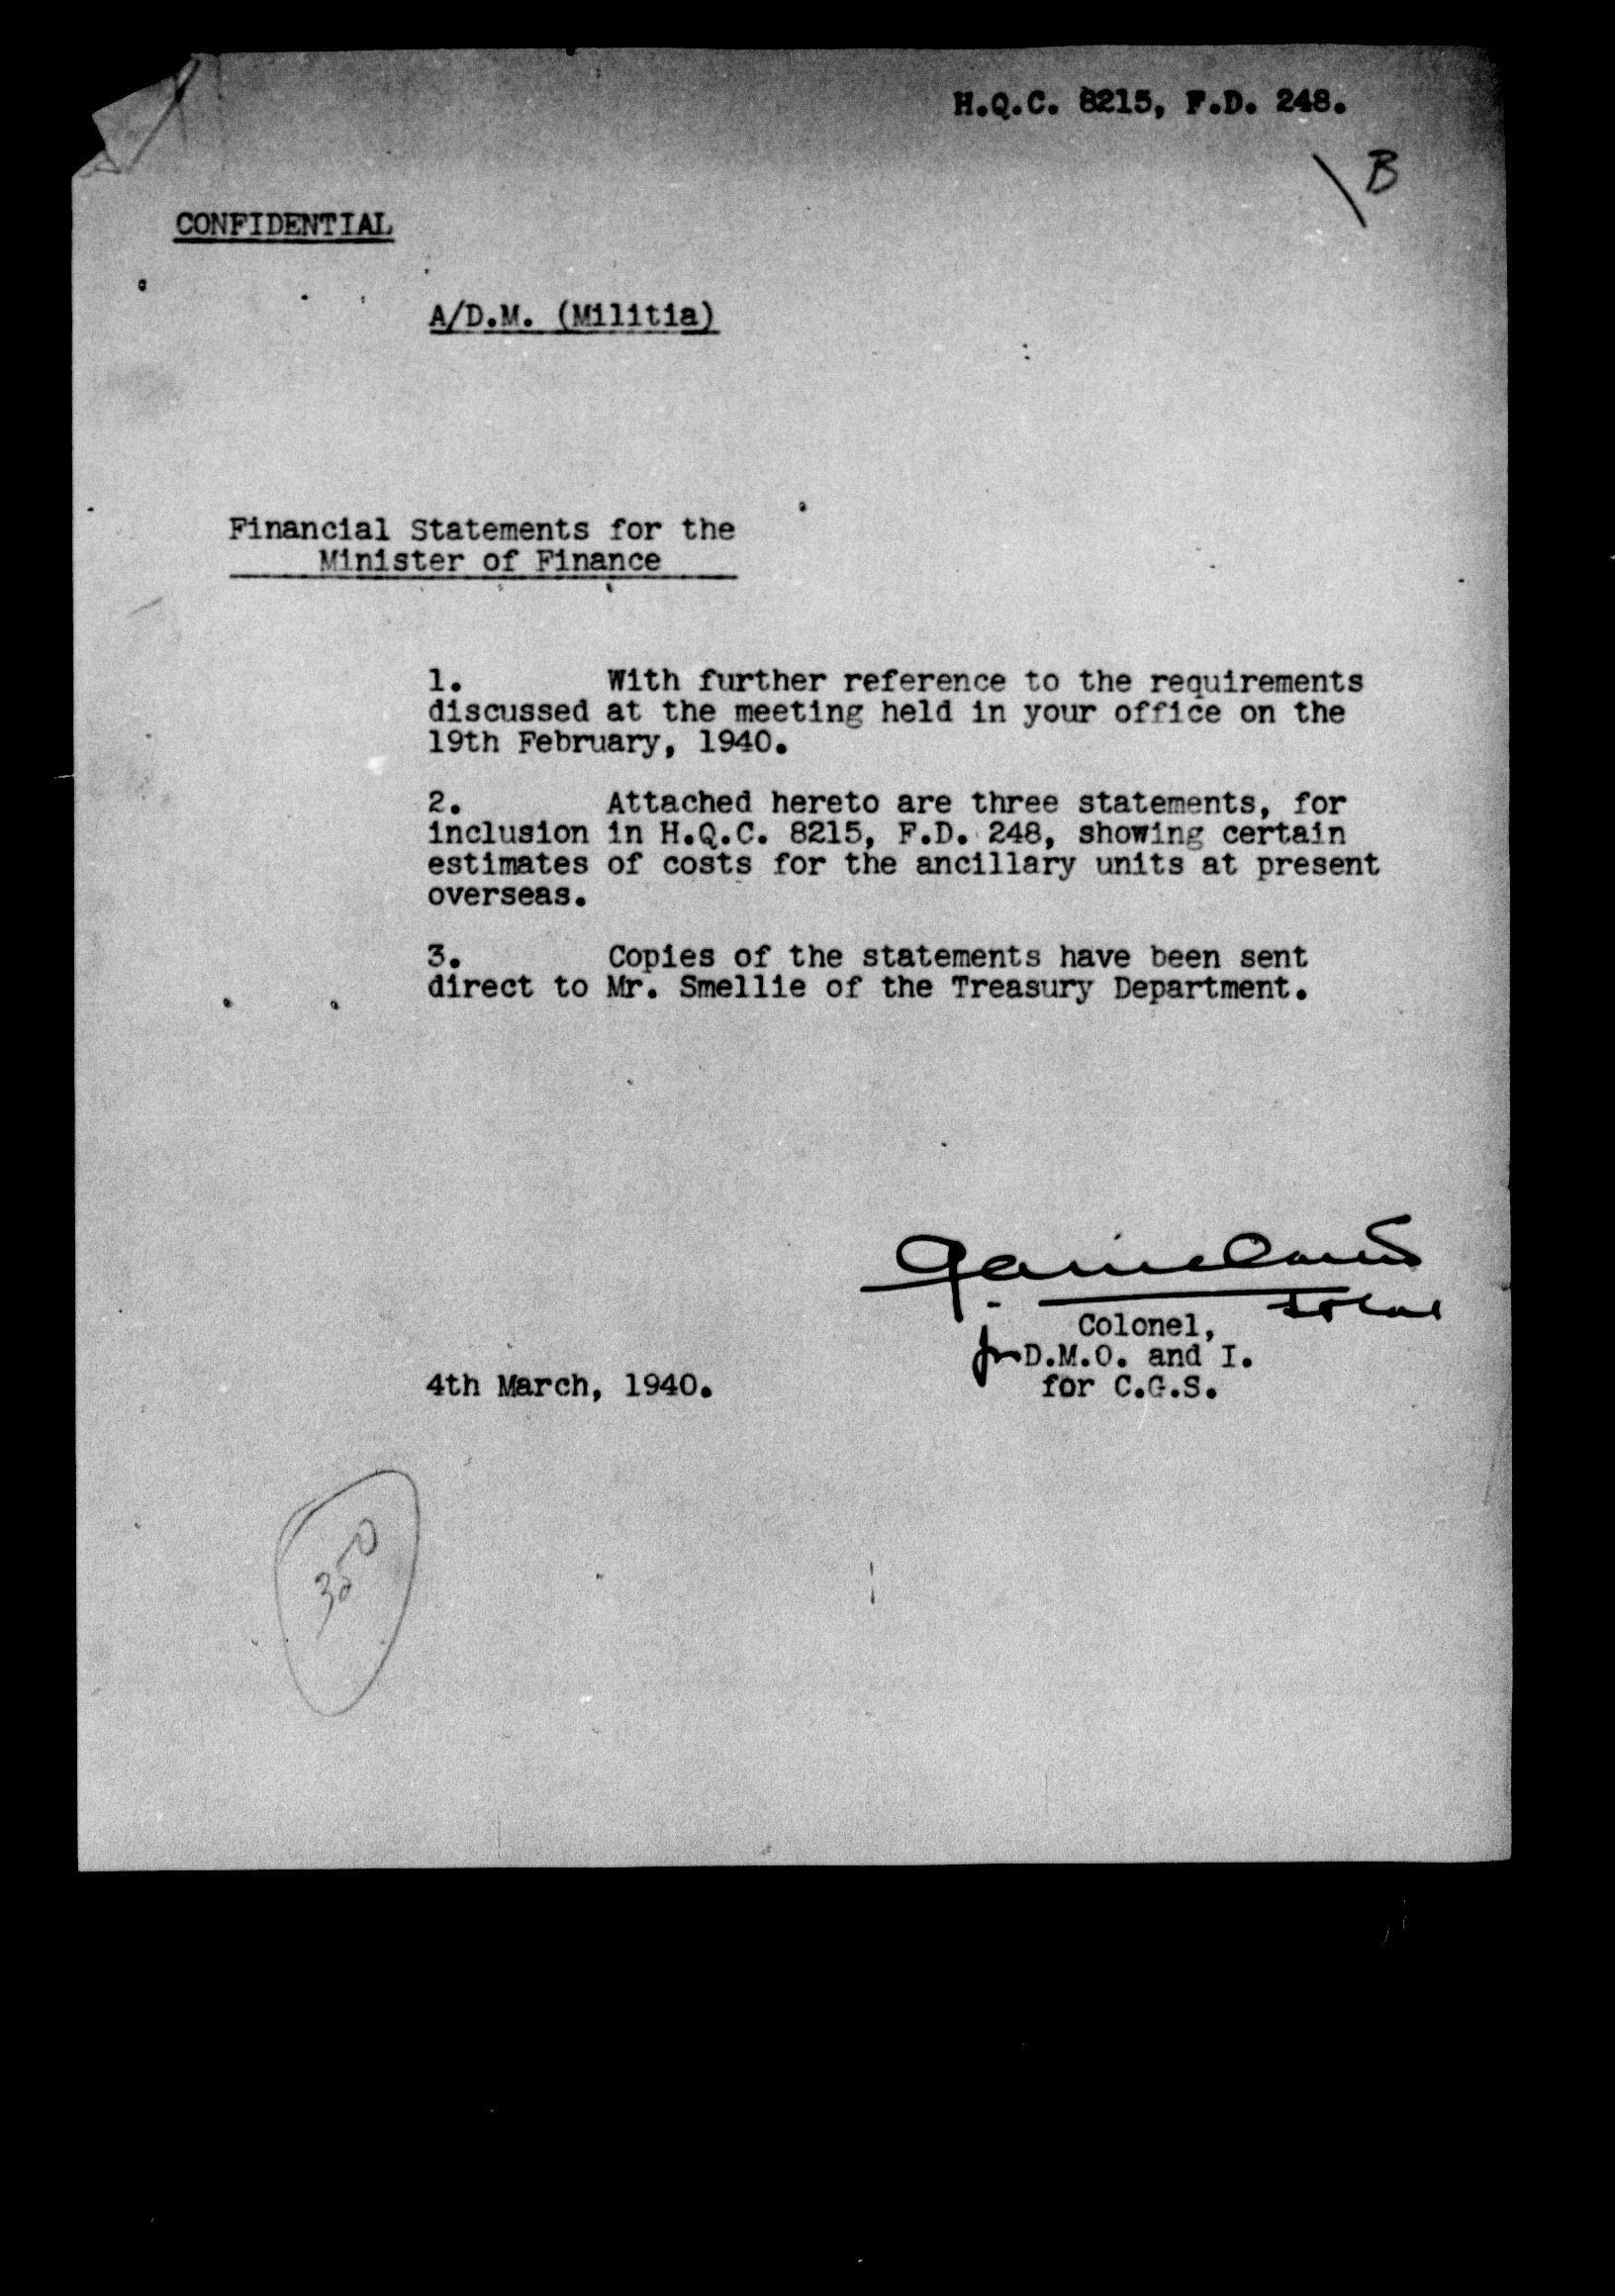 H.Q.C. 8215, F.D. 248.
B
CONFIDENTIAL
A/D.M. (Militia)
Financial Statements for the
Minister of Finance
1. With further reference to the requirements
discussed at the meeting held in your office on the
19th February, 1940.
2. Attached hereto are three statements, for
inclusion in H.Q.C. 8215, F.D. 248, showing certain
estimates of costs for the ancillary units at present
overseas.
3. Copies of the statements have been sent
direct to Mr. Smellie of the Treasury Department.
Colonel,
for D.M.O. and I.
for C.G.S.
4th March, 1940.
350